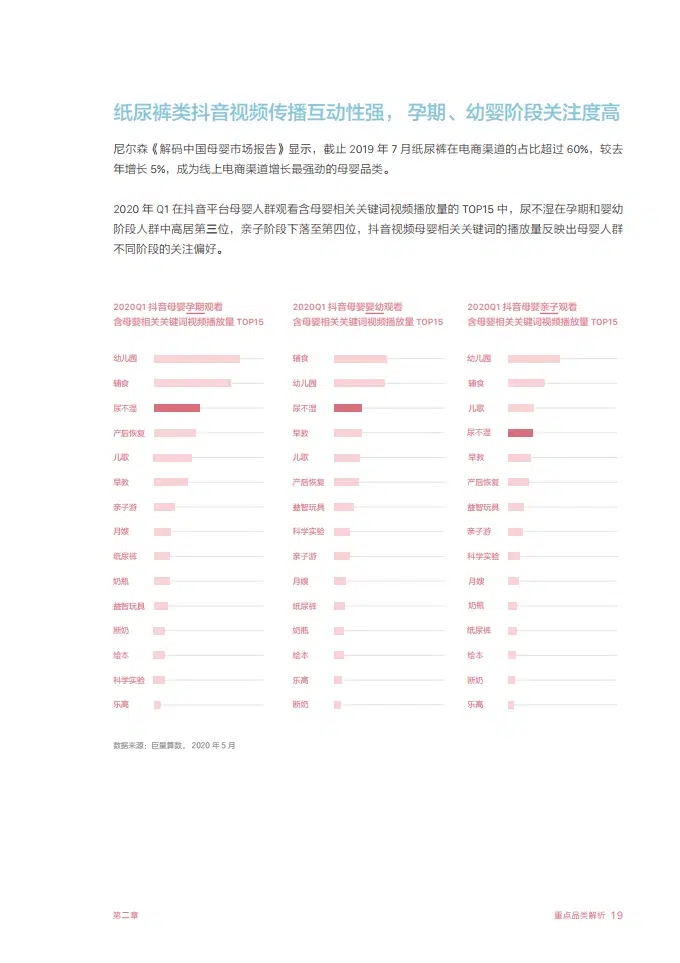 纸尿裤类抖音视频传播互动性强，孕期、幼婴阶段关注度高
尼尔森《解码中国母婴市场报告》显示，截止 2019 年 7 月纸尿裤在电商渠道的占比超过 60%，较去
年增长 5%，成为线上电商渠道增长最强劲的母婴品类。
2020 年 Q1 在抖音平台母婴人群观看含母婴相关关键词视频播放量的 TOP15 中，尿不湿在孕期和婴幼
阶段人群中高居第三位，亲子阶段下落至第四位，抖音视频母婴相关关键词的播放量反映出母婴人群
不同阶段的关注偏好。
2020Q1 抖音母婴孕期观看
含母婴相关关键词视频播放量 TOP15
幼儿园
辅食
尿不湿
产后恢复
儿歌
早教
亲子游
月嫂
纸尿裤
奶瓶
益智玩具
断奶
绘本
科学实验
乐高
2020Q1 抖音母婴婴幼观看
含母婴相关关键词视频播放量 TOP15
辅食
幼儿园
尿不湿
早教
儿歌
产后恢复
益智玩具
科学实验
亲子游
月嫂
纸尿裤
奶瓶
绘本
乐高
断奶
2020Q1 抖音母婴亲子观看
含母婴相关关键词视频播放量 TOP15
幼儿园
辅食
儿歌
尿不湿
早教
产后恢复
益智玩具
亲子游
科学实验
月嫂
奶瓶
纸尿裤
绘本
断奶
乐高
数据来源：巨量算数，2020 年 5 月
第二章
重点品类解析 19